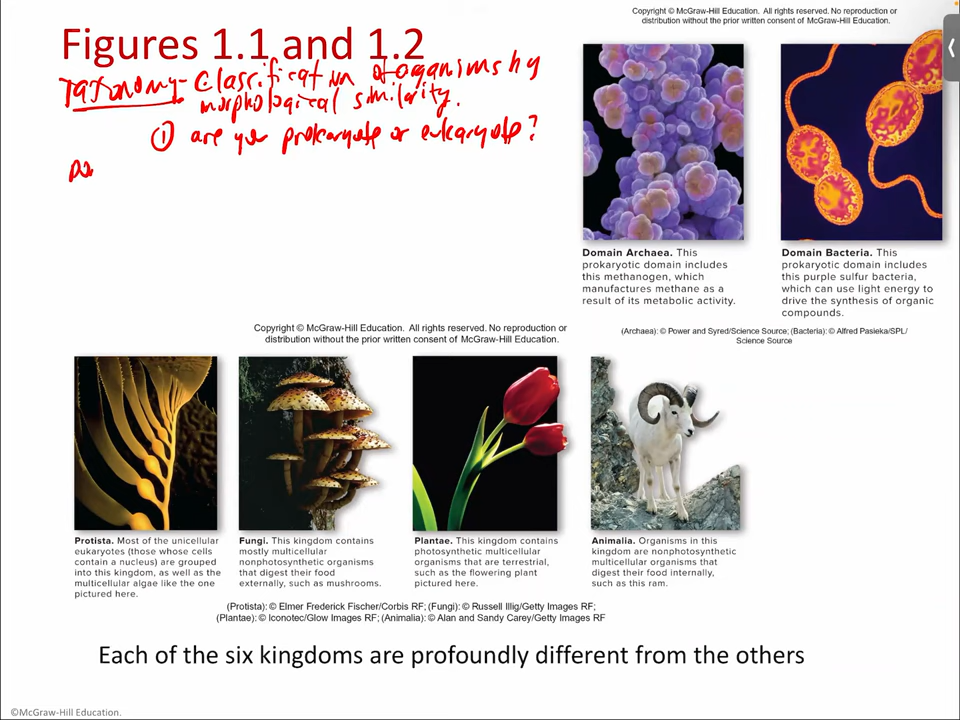 Copyright © McGraw-Hill Education. All rights reserved. No reproduction or
distribution without the prior written consent of McGraw-Hill Education.
Figures 1.1 and 1.2
Taxonomy- Classification of organisms by
morphological similarity.
① are you prokaryote or eukaryote?
Domain Archaea. This
prokaryotic domain includes
this methanogen, which
manufactures methane as a
result of its metabolic activity.
Domain Bacteria. This
prokaryotic domain includes
this purple sulfur bacteria,
which can use light energy to
drive the synthesis of organic
compounds.
(Archaea): © Power and Syred/Science Source; (Bacteria): © Alfred Pasieka/SPL/
Science Source
Copyright © McGraw-Hill Education. All rights reserved. No reproduction or
distribution without the prior written consent of McGraw-Hill Education.
Protista. Most of the unicellular
eukaryotes (those whose cells
contain a nucleus) are grouped
into this kingdom, as well as the
multicellular algae like the one
pictured here.
Fungi. This kingdom contains
mostly multicellular
nonphotosynthetic organisms
that digest their food
externally, such as mushrooms.
Plantae. This kingdom contains
photosynthetic multicellular
organisms that are terrestrial,
such as the flowering plant
pictured here.
Animalia. Organisms in this
kingdom are nonphotosynthetic
multicellular organisms that
digest their food internally,
such as this ram.
(Protista): © Elmer Frederick Fischer/Corbis RF; (Fungi): © Russell Illig/Getty Images RF;
(Plantae): © Iconotec/Glow Images RF; (Animalia): © Alan and Sandy Carey/Getty Images RF
Each of the six kingdoms are profoundly different from the others
©McGraw-Hill Education.